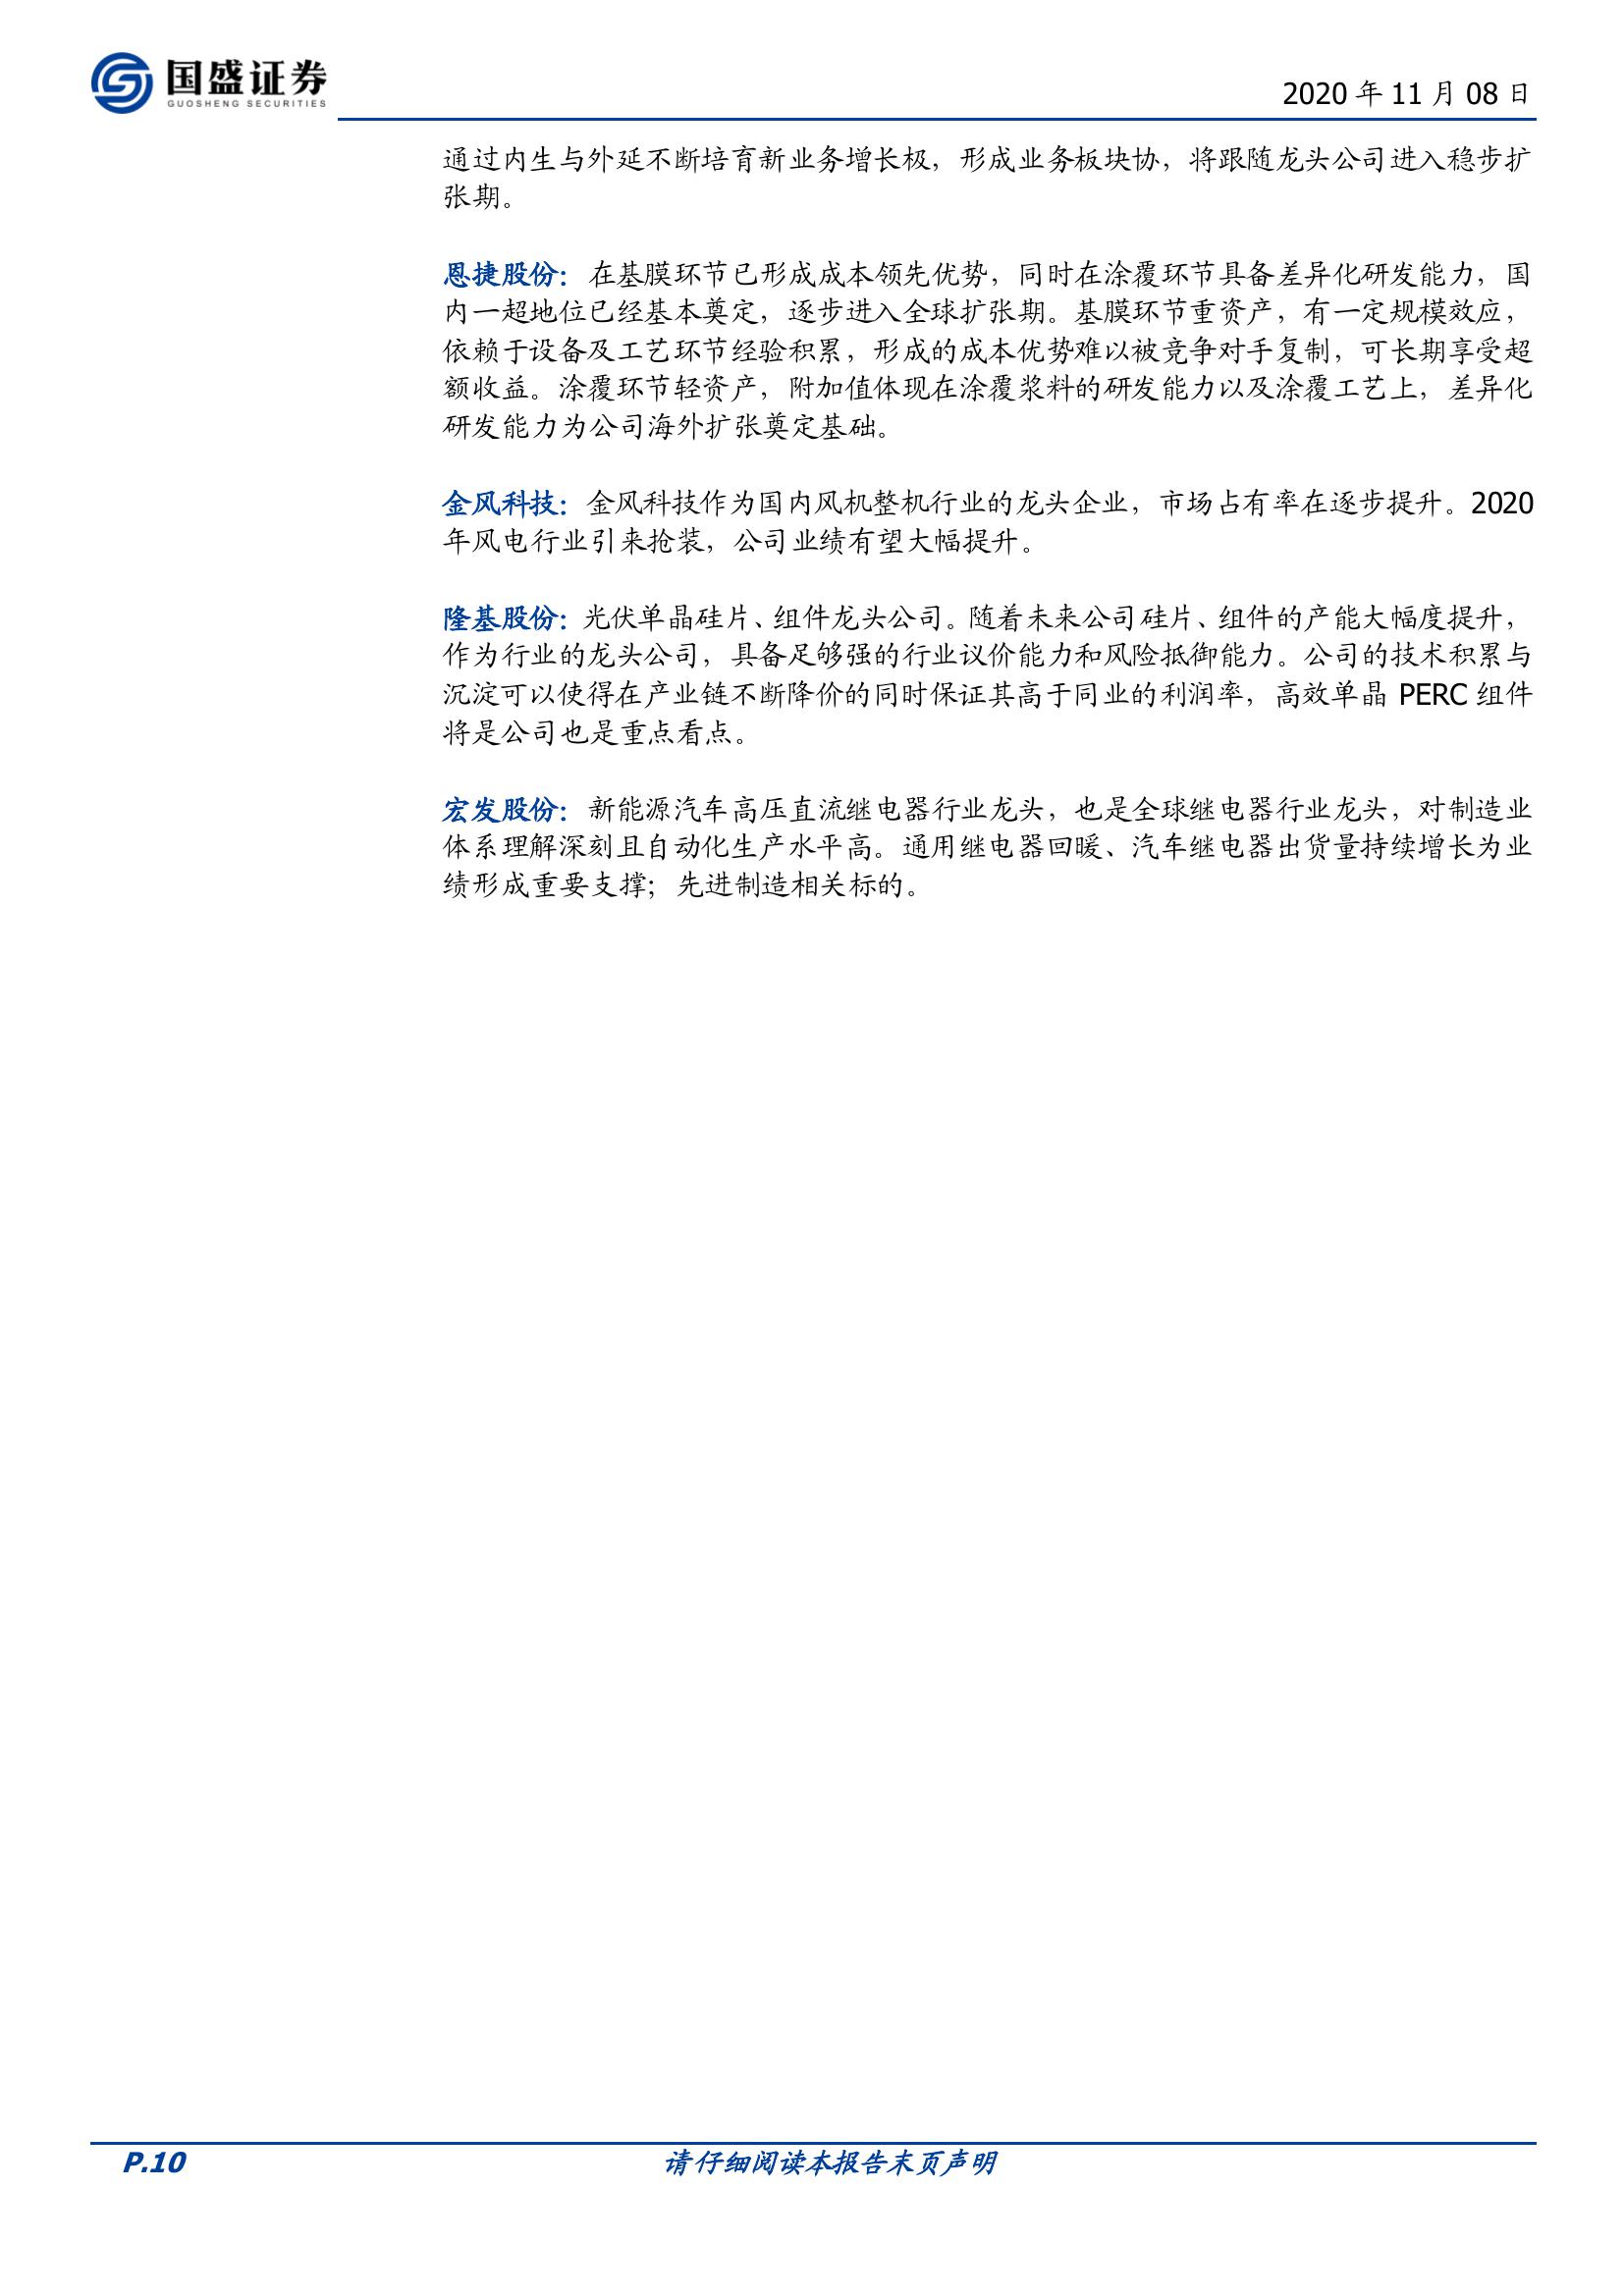 国盛证券
GUOSHENG SECURITIES
2020 年 11 月 08 日
通过内生与外延不断培育新业务增长极，形成业务板块协，将跟随龙头公司进入稳步扩
张期。
恩捷股份：在基膜环节已形成成本领先优势，同时在涂覆环节具备差异化研发能力，国
内一超地位已经基本奠定，逐步进入全球扩张期。基膜环节重资产，有一定规模效应，
依赖于设备及工艺环节经验积累，形成的成本优势难以被竞争对手复制，可长期享受超
额收益。涂覆环节轻资产，附加值体现在涂覆浆料的研发能力以及涂覆工艺上，差异化
研发能力为公司海外扩张奠定基础。
金风科技：金风科技作为国内风机整机行业的龙头企业，市场占有率在逐步提升。2020
年风电行业引来抢装，公司业绩有望大幅提升。
隆基股份：光伏单晶硅片、组件龙头公司。随着未来公司硅片、组件的产能大幅度提升，
作为行业的龙头公司，具备足够强的行业议价能力和风险抵御能力。公司的技术积累与
沉淀可以使得在产业链不断降价的同时保证其高于同业的利润率，高效单晶 PERC 组件
将是公司也是重点看点。
宏发股份：新能源汽车高压直流继电器行业龙头，也是全球继电器行业龙头，对制造业
体系理解深刻且自动化生产水平高。通用继电器回暖、汽车继电器出货量持续增长为业
绩形成重要支撑；先进制造相关标的。
P.10
请仔细阅读本报告末页声明